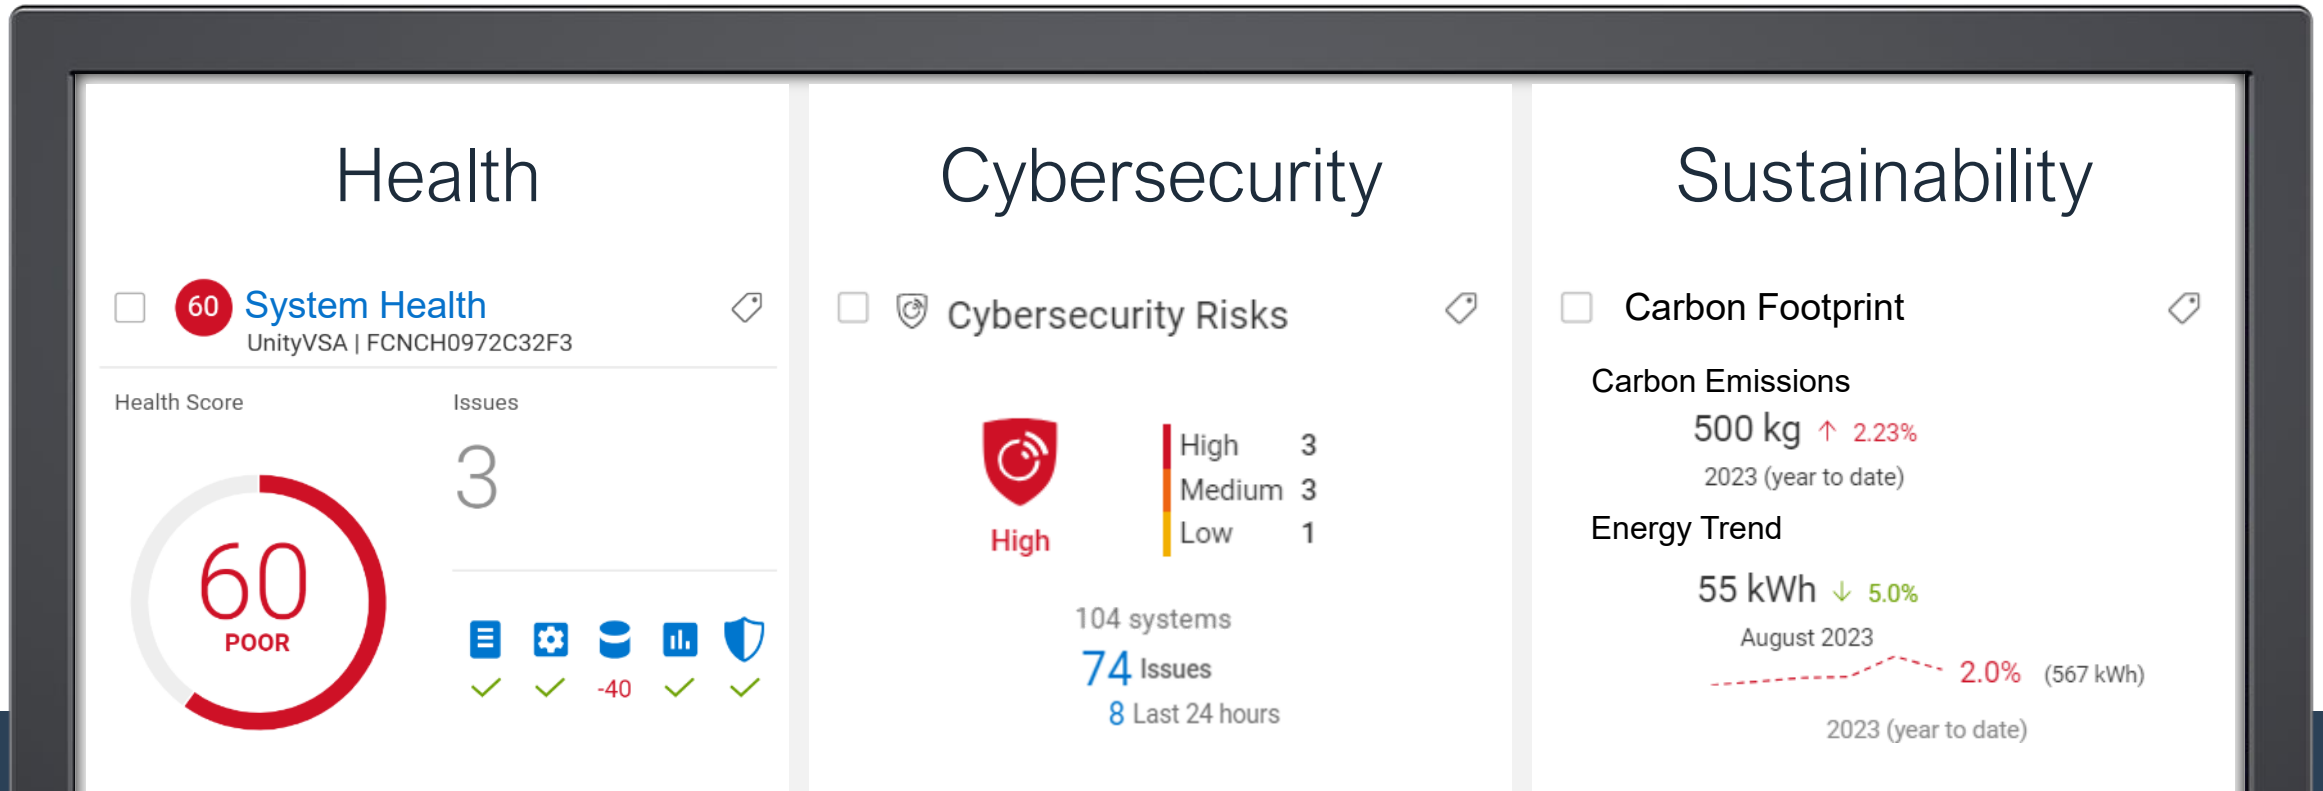 Health
60 System Health
UnityVSA | FCNCH0972C32F3
Health Score
Issues
3
60
POOR
-40
Cybersecurity
Cybersecurity Risks
High
High 3
Medium 3
Low 1
104 systems
74 Issues
8 Last 24 hours
Sustainability
Carbon Footprint
Carbon Emissions
500 kg ↑ 2.23%
2023 (year to date)
Energy Trend
55 kWh ↓ 5.0%
August 2023
2.0% (567 kWh)
2023 (year to date)